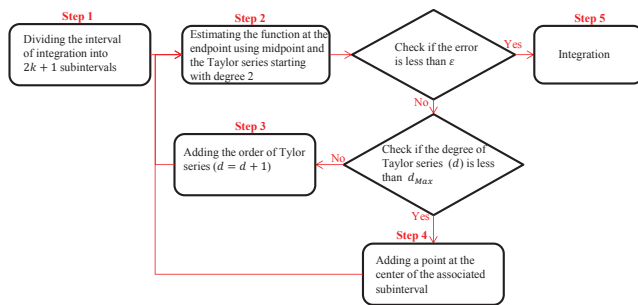 Step 1
Dividing the interval
of integration into
2k + 1 subintervals
Step 2
Estimating the function at the
endpoint using midpoint and
the Taylor series starting
with degree 2
Check if the error
is less than ε
Yes
Step 5
Integration
No
Check if the degree of
Taylor series (d) is less
than d_Max
No
Step 3
Adding the order of Tylor
series (d = d + 1)
Yes
Step 4
Adding a point at the
center of the associated
subinterval